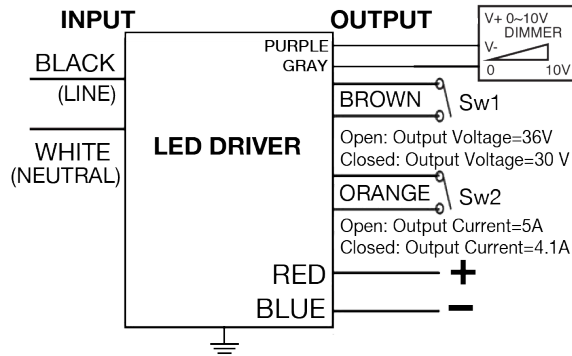 INPUT
OUTPUT
V+ 0~10V
DIMMER
V-
0 10V
PURPLE
GRAY
BLACK
(LINE)
BROWN
Sw1
WHITE
(NEUTRAL)
LED DRIVER
Open: Output Voltage=36V
Closed: Output Voltage=30 V
ORANGE
Sw2
Open: Output Current=5A
Closed: Output Current=4.1A
RED +
BLUE −